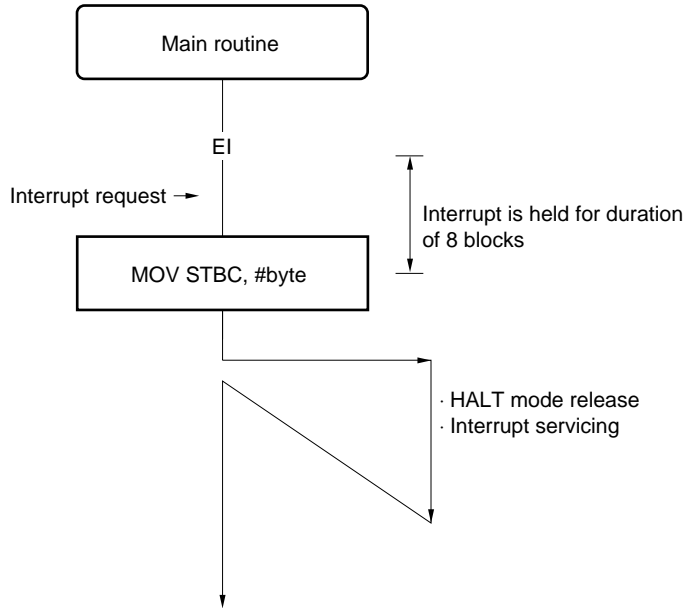 Main routine
EI
Interrupt request
Interrupt is held for duration
of 8 blocks
MOV STBC, #byte
· HALT mode release
· Interrupt servicing